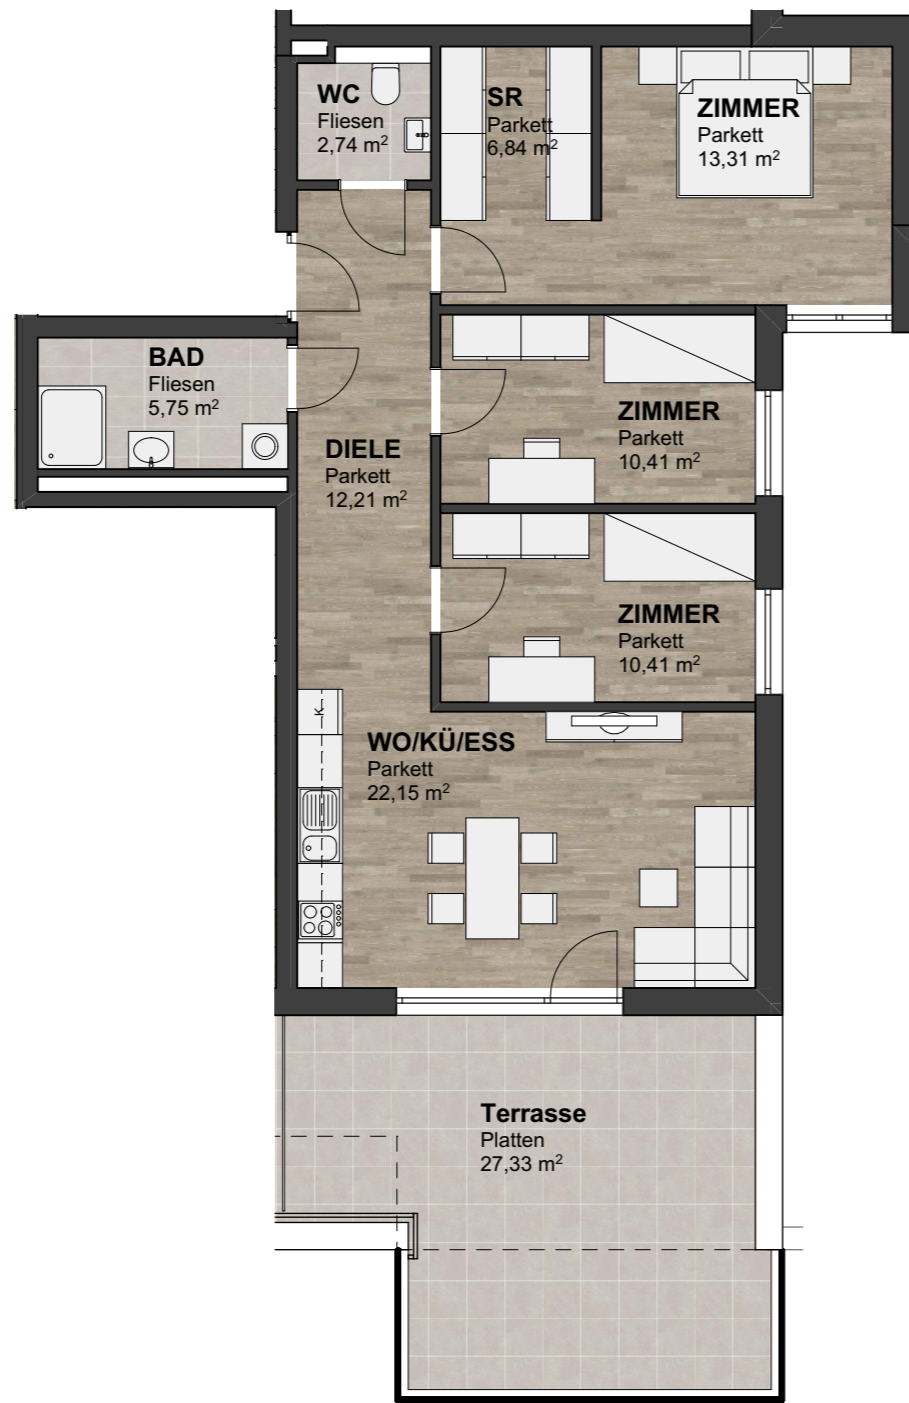 WC
Fliesen
2,74 m²
SR
Parkett
6,84 m²
ZIMMER
Parkett
13,31 m²
BAD
Fliesen
5,75 m²
DIELE
Parkett
12,21 m²
ZIMMER
Parkett
10,41 m²
ZIMMER
Parkett
10,41 m²
K
WO/KÜ/ESS
Parkett
22,15 m²
Terrasse
Platten
27,33 m²